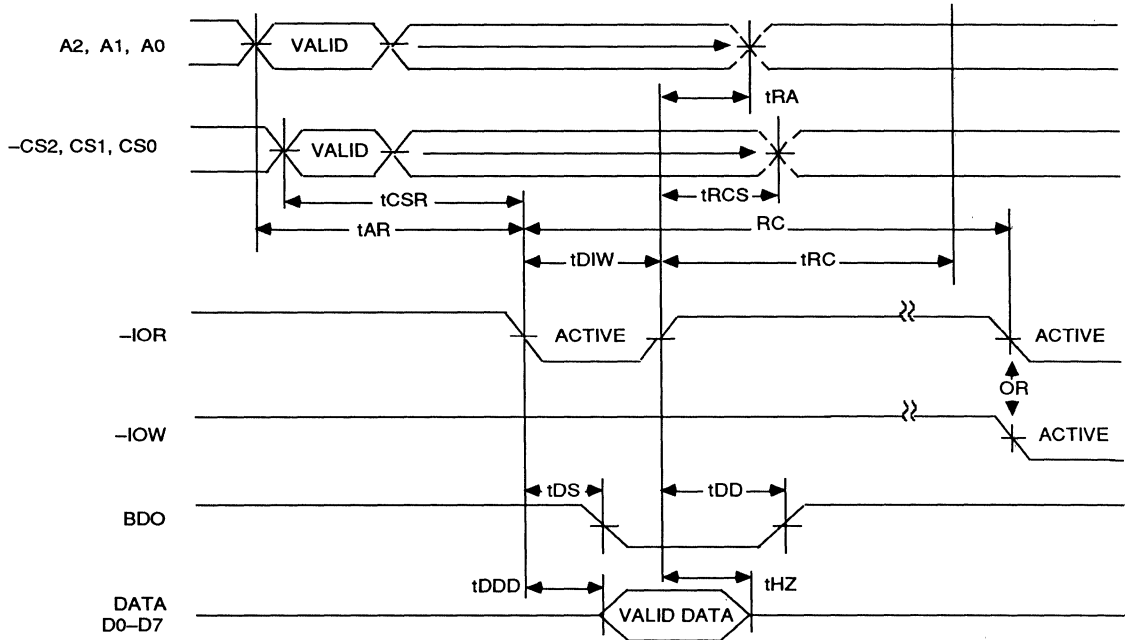 A2, A1, A0
VALID
tRA
–CS2, CS1, CS0
VALID
tCSR
tRCS
tAR
RC
tDIW
tRC
–IOR
ACTIVE
ACTIVE
OR
–IOW
ACTIVE
tDS
tDD
BDO
tDDD
tHZ
DATA
D0–D7
VALID DATA